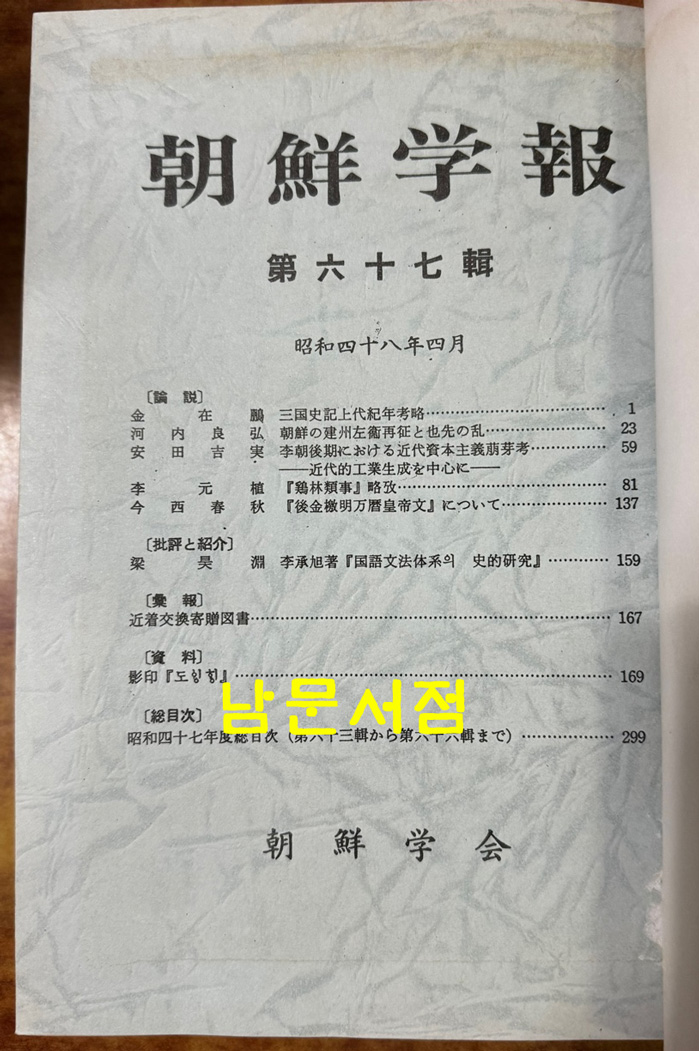 朝鮮学報
第六十七輯
昭和四十八年四月
〔論説〕
金在鵬 三国史記上代紀年考略 1
河内良弘 朝鮮の建州左衞再征と也先の乱 23
安田吉実 李朝後期における近代資本主義萠芽考 59
――近代的工業生成を中心に――
李元植 『鶏林類事』略攷 81
今西春秋 『後金檄明万暦皇帝文』について 137
〔批評と紹介〕
梁昊淵 李承旭著『国語文法体系의 史的研究』 159
〔彙報〕
近着交換寄贈図書 167
〔資料〕
影印『도 』 169
남문서점
〔総目次〕
昭和四十七年度総目次（第六十三輯から第六十六輯まで） 299
朝鮮学会